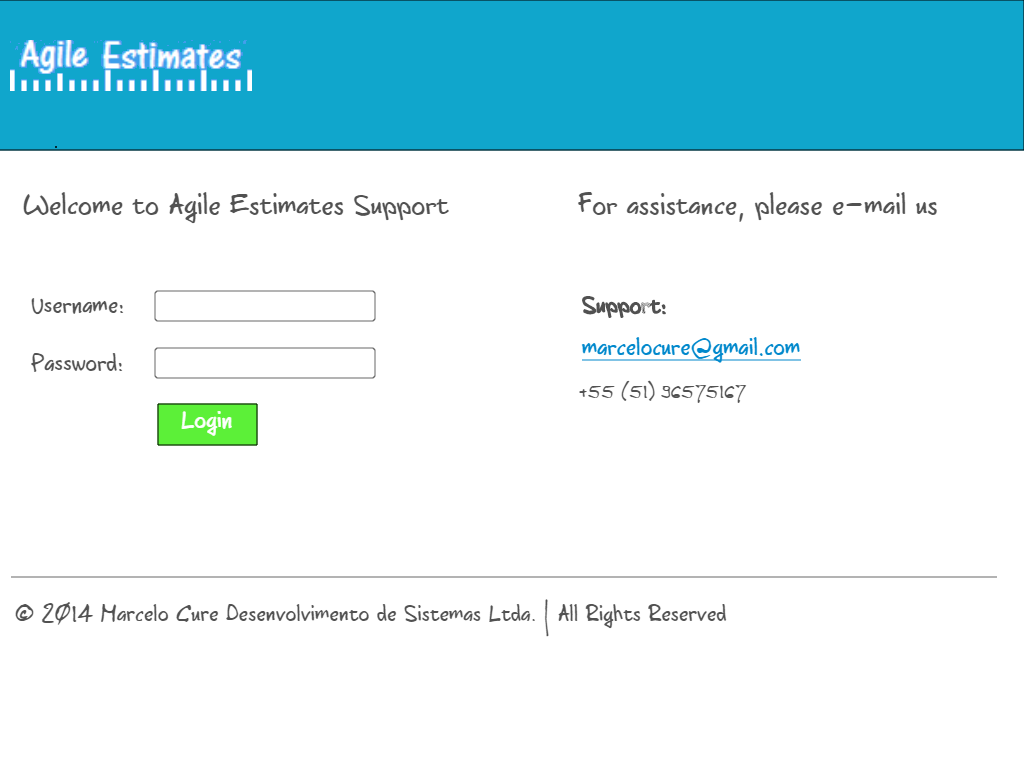 Agile Estimates
Welcome to Agile Estimates Support
For assistance, please e-mail us
Username:
Password:
Login
Support:
marcelocure@gmail.com
+55 (51) 96575167
© 2014 Marcelo Cure Desenvolvimento de Sistemas Ltda. | All Rights Reserved